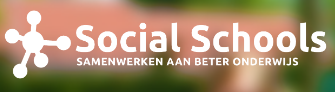 Social Schools
SAMENWERKEN AAN BETER ONDERWIJS